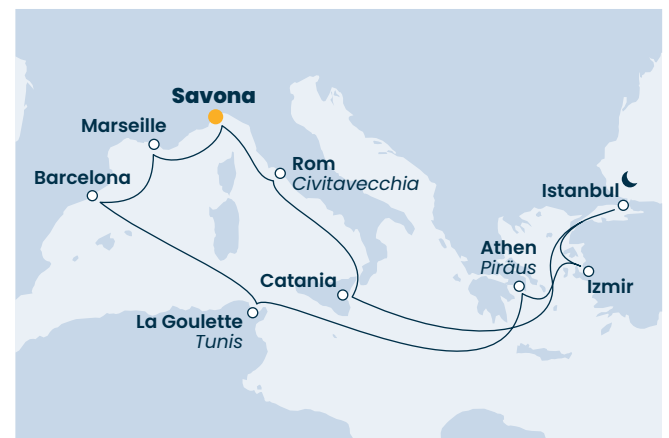 Savona
Marseille
Barcelona
Rom
Civitavecchia
Istanbul
Athen
Piräus
Catania
Izmir
La Goulette
Tunis